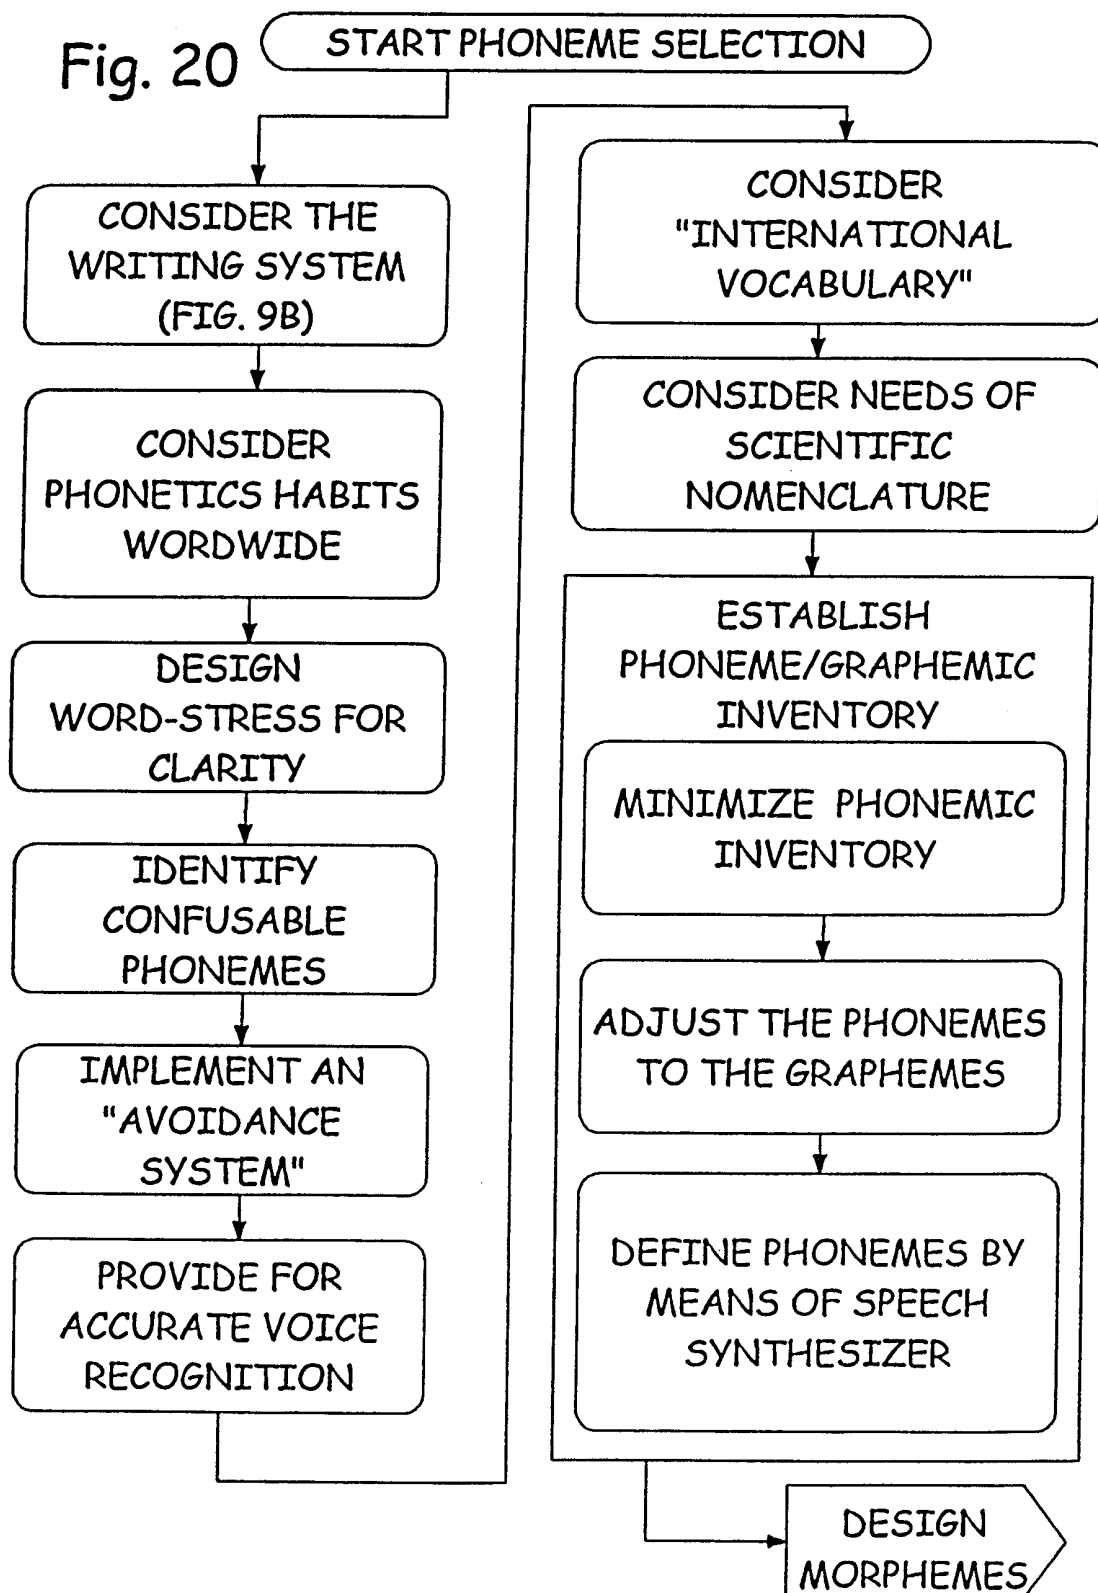 Fig. 20
START PHONEME SELECTION
CONSIDER THE
WRITING SYSTEM
(FIG. 9B)
CONSIDER
PHONETICS HABITS
WORDWIDE
DESIGN
WORD-STRESS FOR
CLARITY
IDENTIFY
CONFUSABLE
PHONEMES
IMPLEMENT AN
"AVOIDANCE
SYSTEM"
PROVIDE FOR
ACCURATE VOICE
RECOGNITION
CONSIDER
"INTERNATIONAL
VOCABULARY"
CONSIDER NEEDS OF
SCIENTIFIC
NOMENCLATURE
ESTABLISH
PHONEME/GRAPHEMIC
INVENTORY
MINIMIZE PHONEMIC
INVENTORY
ADJUST THE PHONEMES
TO THE GRAPHEMES
DEFINE PHONEMES BY
MEANS OF SPEECH
SYNTHESIZER
DESIGN
MORPHEMES